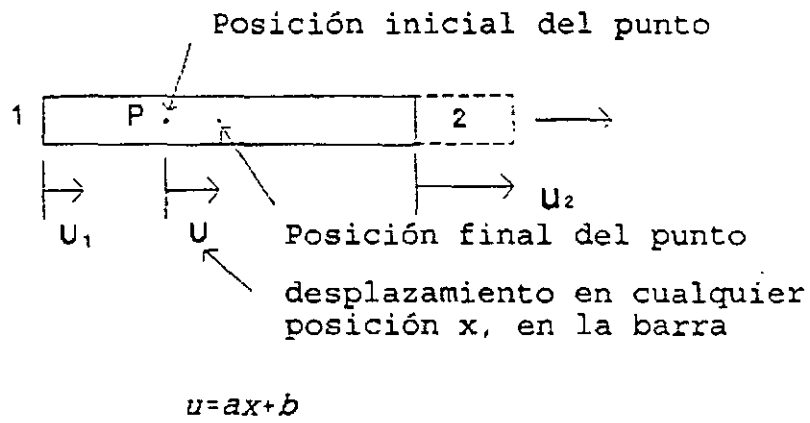 Posición inicial del punto
1 P 2
U₁ U u₂
Posición final del punto
desplazamiento en cualquier
posición x, en la barra
u=ax+b